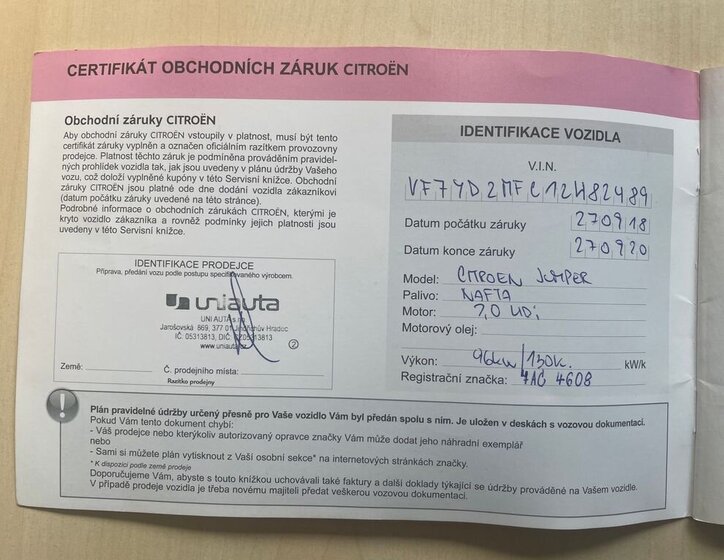 CERTIFIKÁT OBCHODNÍCH ZÁRUK CITROËN
Obchodní záruky CITROËN
Aby obchodní záruky CITROËN vstoupily v platnost, musí být tento
certifikát záruky vyplněn a označen oficiálním razítkem provozovny
prodejce. Platnost těchto záruk je podmíněna prováděním pravidel-
ných prohlídek vozidla tak, jak jsou uvedeny v plánu údržby Vašeho
vozu, což doloží vyplněné kupóny v této Servisní knížce. Obchodní
záruky CITROËN jsou platné ode dne dodání vozidla zákazníkovi
(datum počátku záruky uvedené na této stránce).
Podrobné informace o obchodních zárukách CITROËN, kterými je
kryto vozidlo zákazníka a rovněž podmínky jejich platnosti jsou
uvedeny v této Servisní knížce.
IDENTIFIKACE PRODEJCE
Příprava, předání vozu podle postupu specifikovaného výrobcem.
uniauta
UNI AUTA s.r.o.
Jarošovská 869, 377 01 Jindřichův Hradec
IČ 05313813, DIČ CZ05313813
www.uniauta.cz
2
Země:
Č. prodejního místa:
Razítko prodejny
IDENTIFIKACE VOZIDLA
V.I.N.
VF7YD2MFC12H82489
Datum počátku záruky 270918
Datum konce záruky 270920
Model: CITROEN JUMPER
Palivo: NAFTA
Motor: 2,0 HDi
Motorový olej:
Výkon: 96kw/130k. kW/k
Registrační značka: 4AC 4608
Plán pravidelné údržby určený přesně pro Vaše vozidlo Vám byl předán spolu s ním. Je uložen v deskách s vozovou dokumentací.
Pokud Vám tento dokument chybí:
- Váš prodejce nebo kterýkoliv autorizovaný opravce značky Vám může dodat jeho náhradní exemplář
nebo
- Sami si můžete plán vytisknout z Vaší osobní sekce* na internetových stránkách značky.
* K dispozici podle země prodeje
Doporučujeme Vám, abyste s touto knížkou uchovávali také faktury a další doklady týkající se údržby prováděné na Vašem vozidle.
V případě prodeje vozidla je třeba novému majiteli předat veškerou vozovou dokumentaci.